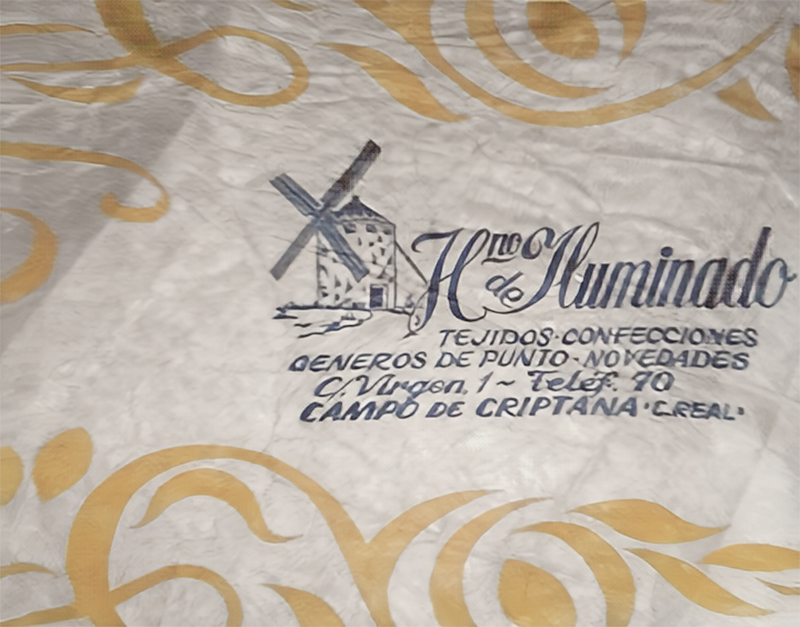 Hno de Iluminado
TEJIDOS·CONFECCIONES
GENEROS DE PUNTO-NOVEDADES
C/. Virgen, 1 ~ Teléf. 70
CAMPO DE CRIPTANA·C.REAL·